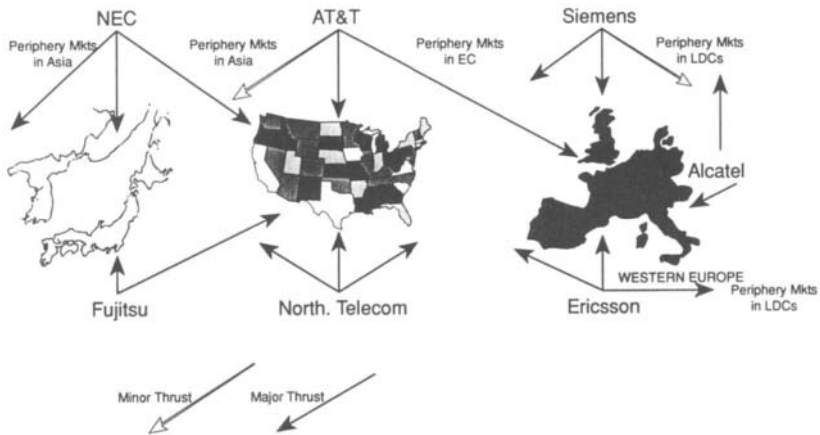 NEC
AT&T
Siemens
Periphery Mkts
in Asia
Periphery Mkts
in Asia
Periphery Mkts
in EC
Periphery Mkts
in LDCs
Alcatel
WESTERN EUROPE
Periphery Mkts
in LDCs
Fujitsu
North. Telecom
Ericsson
Minor Thrust
Major Thrust